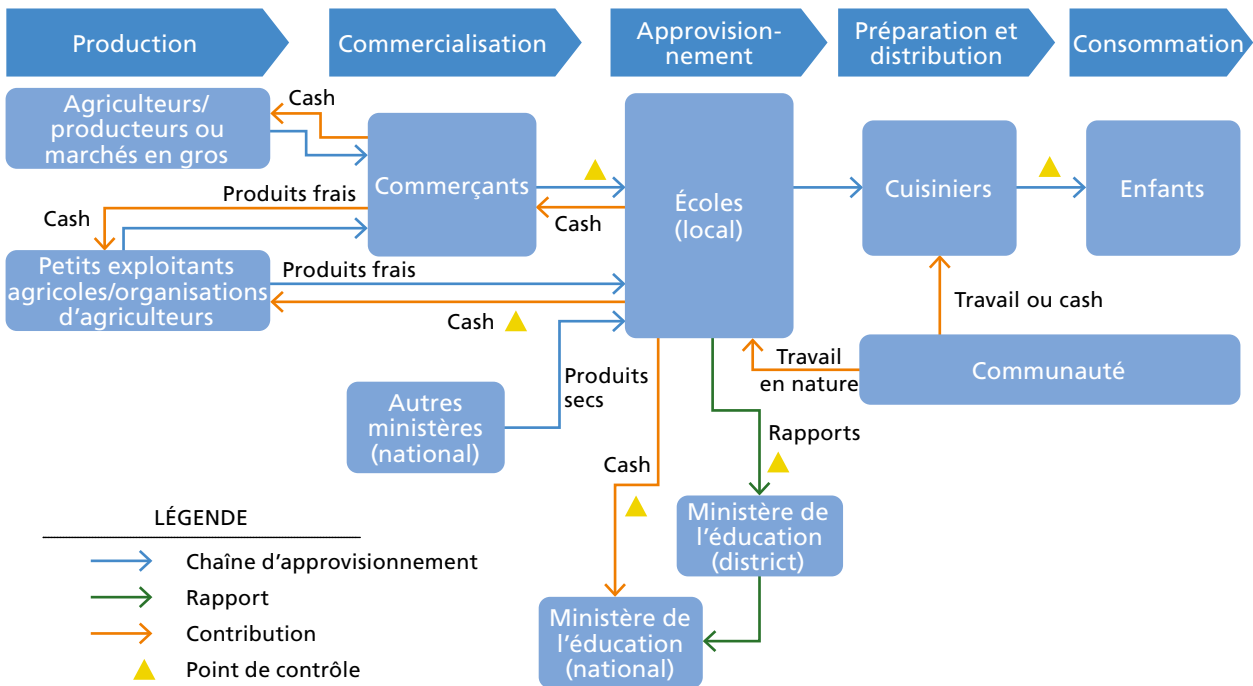 Production
Commercialisation
Approvision-
nement
Préparation et
distribution
Consommation
Agriculteurs/
producteurs ou
marchés en gros
Cash
Commerçants
Produits frais
Cash
Petits exploitants
agricoles/organisations
d'agriculteurs
Produits frais
Cash
Cash
Écoles
(local)
Cuisiniers
Enfants
Travail ou cash
Communauté
Travail
en nature
Produits
secs
Autres
ministères
(national)
Rapports
Cash
Ministère de
l'éducation
(district)
Ministère de
l'éducation
(national)
LÉGENDE
Chaîne d'approvisionnement
Rapport
Contribution
Point de contrôle